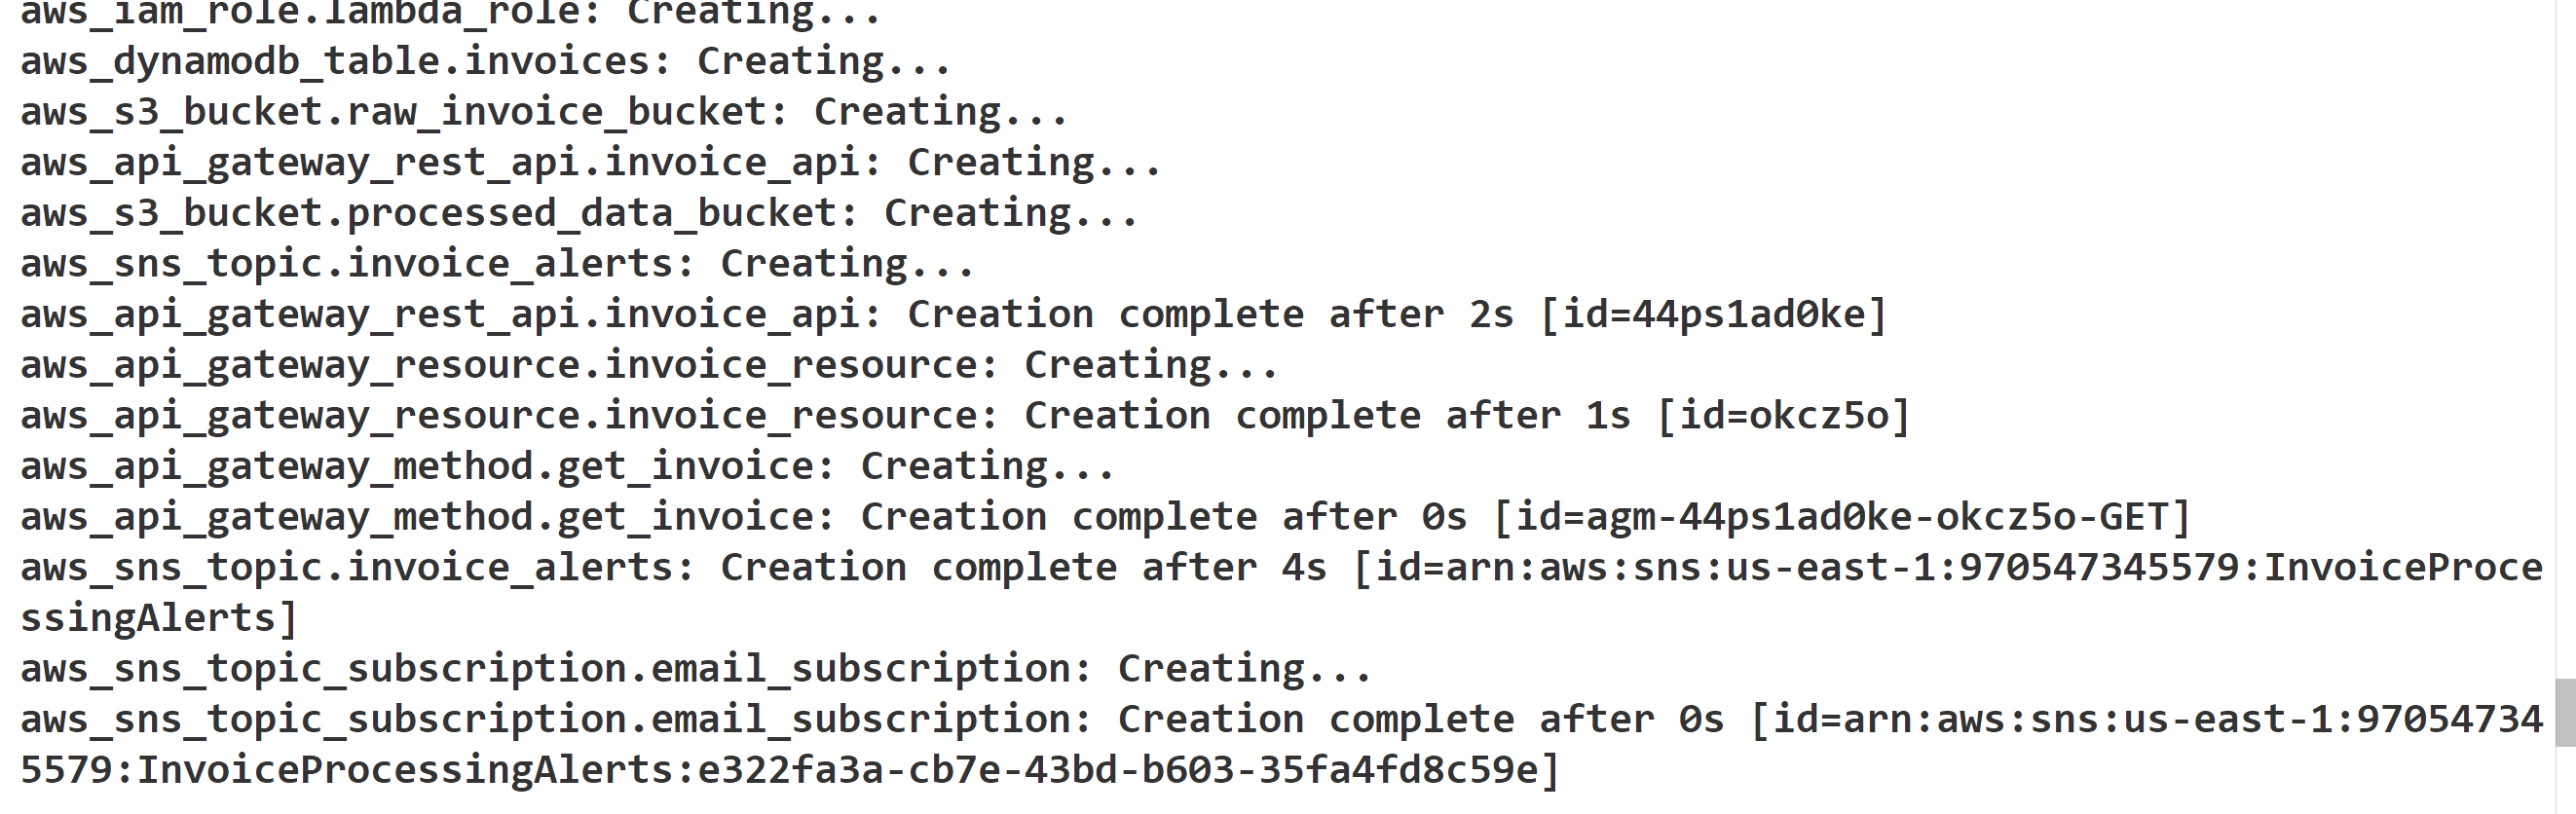 aws_iam_role.lambda_role: Creating...
aws_dynamodb_table.invoices: Creating...
aws_s3_bucket.raw_invoice_bucket: Creating...
aws_api_gateway_rest_api.invoice_api: Creating...
aws_s3_bucket.processed_data_bucket: Creating...
aws_sns_topic.invoice_alerts: Creating...
aws_api_gateway_rest_api.invoice_api: Creation complete after 2s [id=44ps1ad0ke]
aws_api_gateway_resource.invoice_resource: Creating...
aws_api_gateway_resource.invoice_resource: Creation complete after 1s [id=okcz5o]
aws_api_gateway_method.get_invoice: Creating...
aws_api_gateway_method.get_invoice: Creation complete after 0s [id=agm-44ps1ad0ke-okcz5o-GET]
aws_sns_topic.invoice_alerts: Creation complete after 4s [id=arn:aws:sns:us-east-1:970547345579:InvoiceProce
ssingAlerts]
aws_sns_topic_subscription.email_subscription: Creating...
aws_sns_topic_subscription.email_subscription: Creation complete after 0s [id=arn:aws:sns:us-east-1:97054734
5579:InvoiceProcessingAlerts:e322fa3a-cb7e-43bd-b603-35fa4fd8c59e]